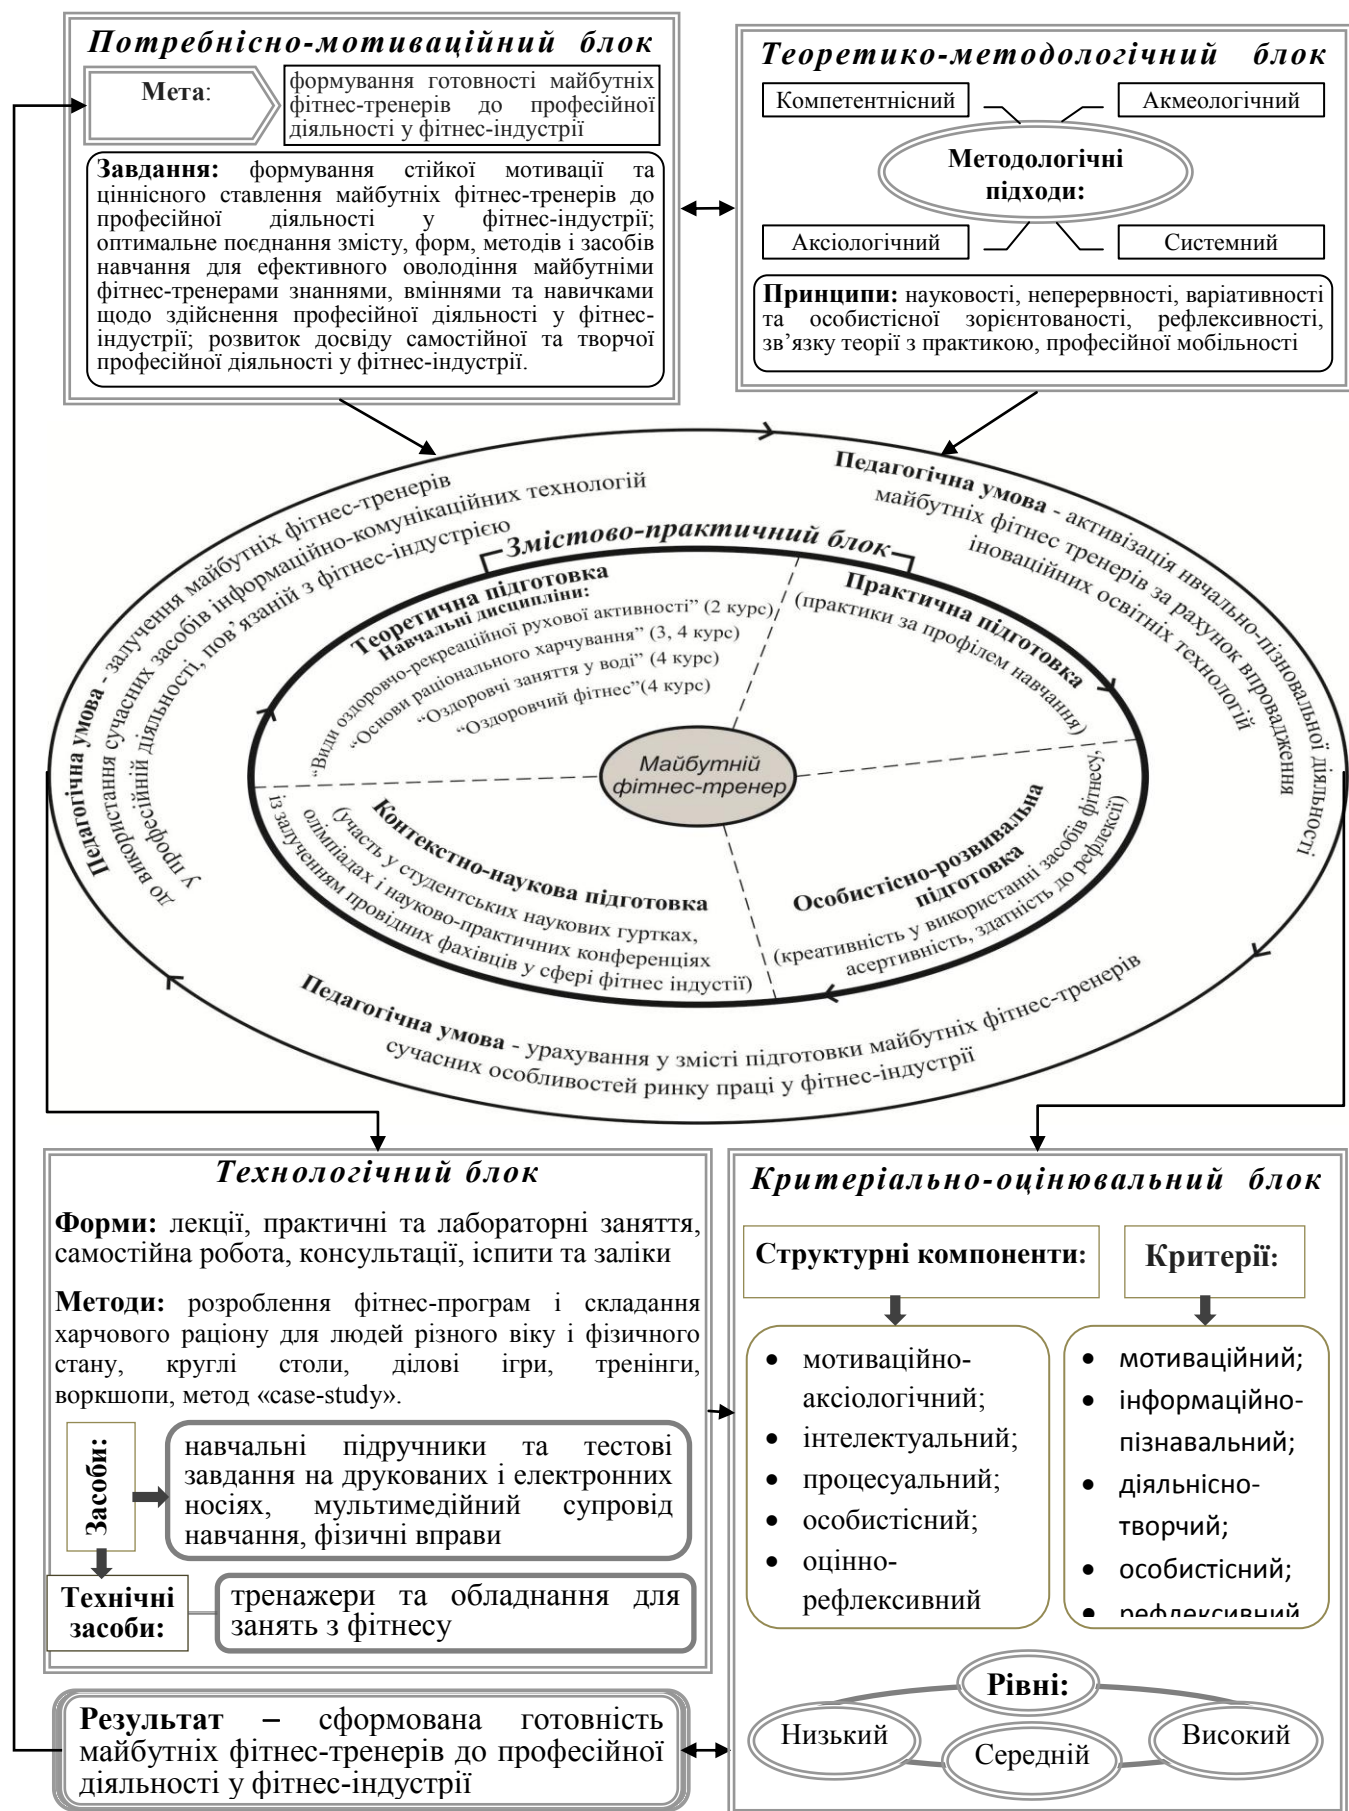 Потребнісно-мотиваційний блок
Мета:
формування готовності майбутніх
фітнес-тренерів до професійної
діяльності у фітнес-індустрії
Завдання: формування стійкої мотивації та
ціннісного ставлення майбутніх фітнес-тренерів до
професійної діяльності у фітнес-індустрії;
оптимальне поєднання змісту, форм, методів і засобів
навчання для ефективного оволодіння майбутніми
фітнес-тренерами знаннями, вміннями та навичками
щодо здійснення професійної діяльності у фітнес-
індустрії; розвиток досвіду самостійної та творчої
професійної діяльності у фітнес-індустрії.
Теоретико-методологічний блок
Компетентнісний
Акмеологічний
Методологічні
підходи:
Аксіологічний
Системний
Принципи: науковості, неперервності, варіативності
та особистісної зорієнтованості, рефлексивності,
зв’язку теорії з практикою, професійної мобільності
Педагогічна умова - залучення майбутніх фітнес-тренерів
до використання сучасних засобів інформаційно-комунікаційних технологій
у професійній діяльності, пов’язаній з фітнес-індустрією
Педагогічна умова - активізація нвчально-пізновальної діяльності
майбутніх фітнес тренерів за рахунок впровадження
іноваційних освітніх технологій
Змістово-практичний блок
Теоретична підготовка
Навчальні дисципліни:
“Види оздоровчо-рекреаційної рухової активності” (2 курс)
“Основи раціонального харчування” (3, 4 курс)
“Оздоровчі заняття у воді” (4 курс)
“Оздоровчий фітнес”(4 курс)
Практична підготовка
(практики за профілем навчання)
Майбутній
фітнес-тренер
Контекстно-наукова підготовка
(участь у студентських наукових гуртках,
олімпіадах і науково-практичних конференціях
із залученням провідних фахівців у сфері фітнес індустії)
Особистісно-розвивальна
підготовка
(креативність у використанні засобів фітнесу,
асертивність, здатність до рефлексії)
Педагогічна умова - урахування у змісті підготовки майбутніх фітнес-тренерів
сучасних особливостей ринку праці у фітнес-індустрії
Технологічний блок
Форми: лекції, практичні та лабораторні заняття,
самостійна робота, консультації, іспити та заліки
Методи: розроблення фітнес-програм і складання
харчового раціону для людей різного віку і фізичного
стану, круглі столи, ділові ігри, тренінги,
воркшопи, метод «case-study».
Засоби:
навчальні підручники та тестові
завдання на друкованих і електронних
носіях, мультимедійний супровід
навчання, фізичні вправи
Технічні
засоби:
тренажери та обладнання для
занять з фітнесу
Критеріально-оцінювальний блок
Структурні компоненти:
• мотиваційно-
аксіологічний;
• інтелектуальний;
• процесуальний;
• особистісний;
• оцінно-
рефлексивний
Критерії:
• мотиваційний;
• інформаційно-
пізнавальний;
• діяльнісно-
творчий;
• особистісний;
• рефлексивний
Рівні:
Низький
Середній
Високий
Результат – сформована готовність
майбутніх фітнес-тренерів до професійної
діяльності у фітнес-індустрії